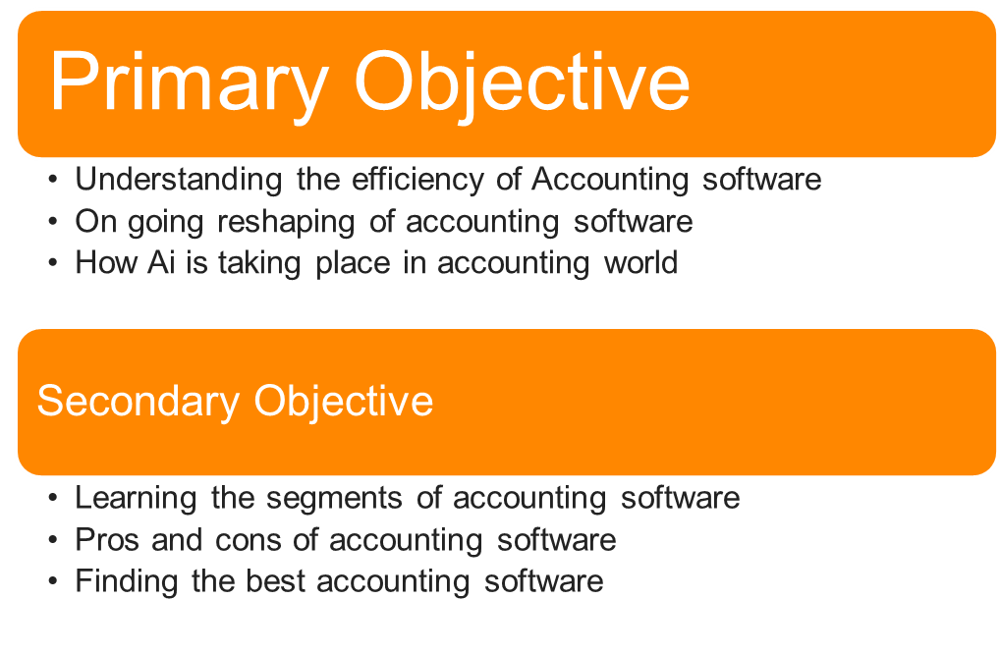 Primary Objective
• Understanding the efficiency of Accounting software
• On going reshaping of accounting software
• How Ai is taking place in accounting world
Secondary Objective
• Learning the segments of accounting software
• Pros and cons of accounting software
• Finding the best accounting software